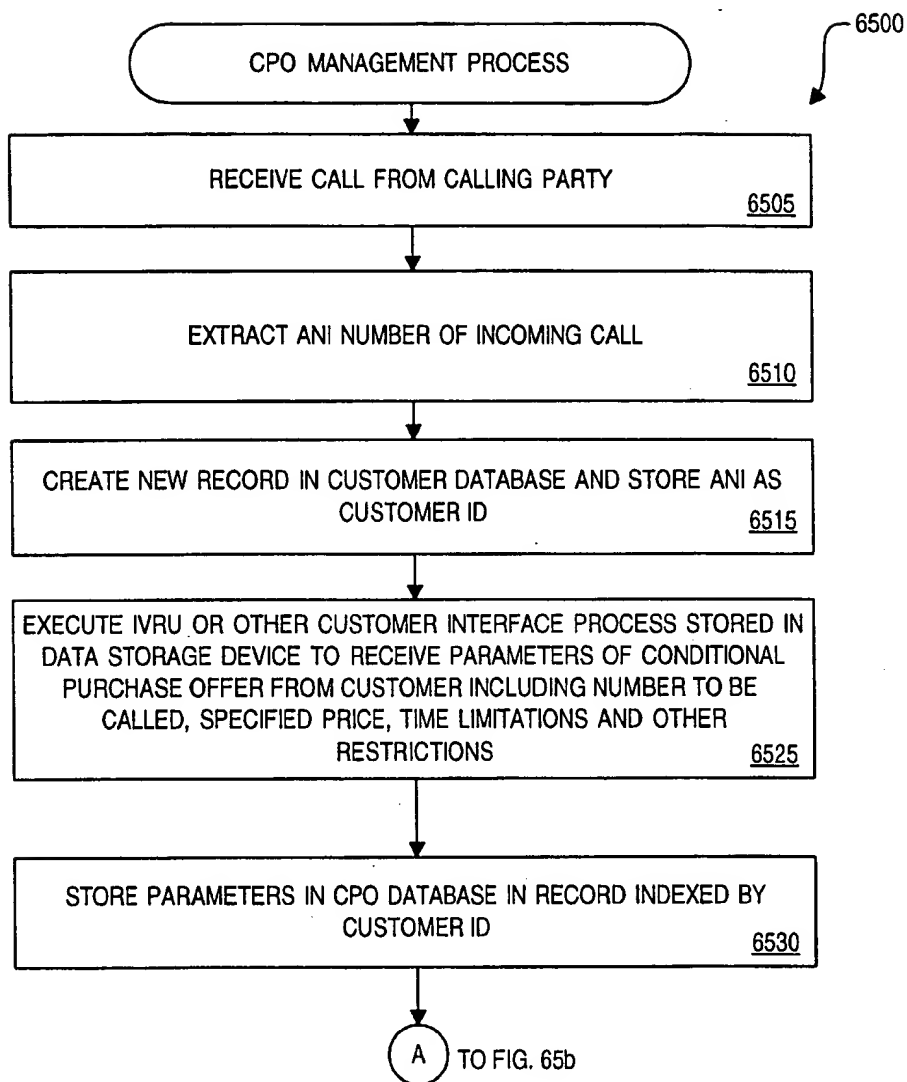 6500
CPO MANAGEMENT PROCESS
RECEIVE CALL FROM CALLING PARTY
6505
EXTRACT ANI NUMBER OF INCOMING CALL
6510
CREATE NEW RECORD IN CUSTOMER DATABASE AND STORE ANI AS
CUSTOMER ID
6515
EXECUTE IVRU OR OTHER CUSTOMER INTERFACE PROCESS STORED IN
DATA STORAGE DEVICE TO RECEIVE PARAMETERS OF CONDITIONAL
PURCHASE OFFER FROM CUSTOMER INCLUDING NUMBER TO BE
CALLED, SPECIFIED PRICE, TIME LIMITATIONS AND OTHER
RESTRICTIONS
6525
STORE PARAMETERS IN CPO DATABASE IN RECORD INDEXED BY
CUSTOMER ID
6530
A TO FIG. 65b